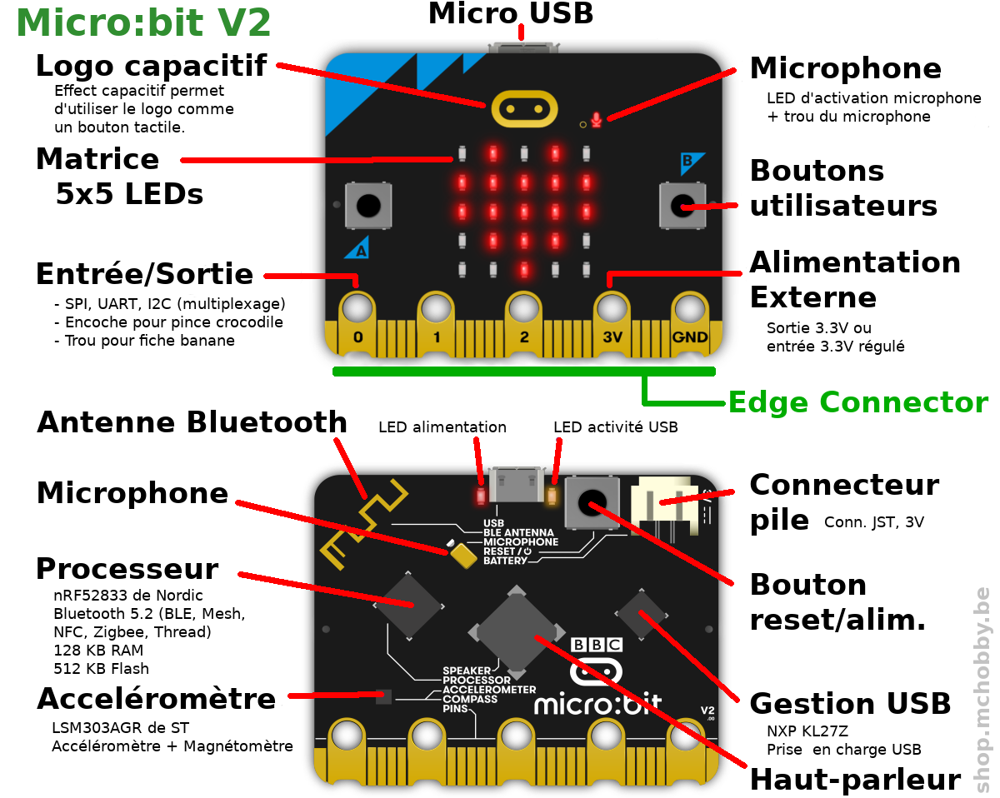 Micro:bit V2
Micro USB
Logo capacitif
Effect capacitif permet
d'utiliser le logo comme
un bouton tactile.
Microphone
LED d'activation microphone
+ trou du microphone
Matrice
5x5 LEDs
B
Boutons
utilisateurs
A
Entrée/Sortie
- SPI, UART, I2C (multiplexage)
- Encoche pour pince crocodile
- Trou pour fiche banane
Alimentation
Externe
Sortie 3.3V ou
entrée 3.3V régulé
0 1 2 3V GND
Edge Connector
Antenne Bluetooth
LED alimentation
LED activité USB
Microphone
Connecteur
pile Conn. JST, 3V
USB
BLE ANTENNA
MICROPHONE
RESET /
BATTERY
Processeur
nRF52833 de Nordic
Bluetooth 5.2 (BLE, Mesh,
NFC, Zigbee, Thread)
128 KB RAM
512 KB Flash
Bouton
reset/alim.
BBC
micro:bit
SPEAKER
PROCESSOR
ACCELEROMETER
COMPASS
PINS
V2
.00
Accéléromètre
LSM303AGR de ST
Accéléromètre + Magnétomètre
Gestion USB
NXP KL27Z
Prise en charge USB
Haut-parleur
shop.mchobby.be